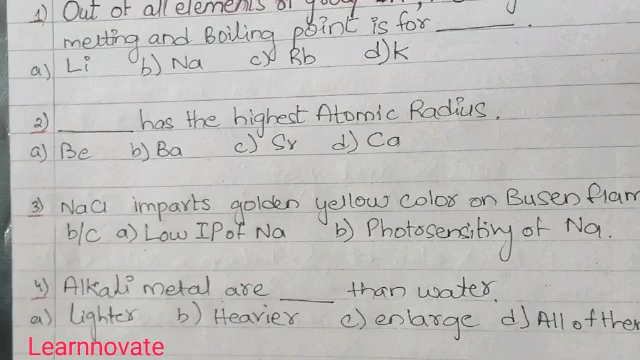 1) Out of all elements of
melting and Boiling point is for ______.
a) Li b) Na c) Rb d) K
2) ______ has the highest Atomic Radius.
a) Be b) Ba c) Sr d) Ca
3) NaCl imparts golden yellow color on Busen flam
b/c a) Low IP of Na b) Photosensitivy of Na.
4) Alkali metal are ____ than water.
a) lighter b) Heavier c) enlarge d) All of ther
Learnnovate